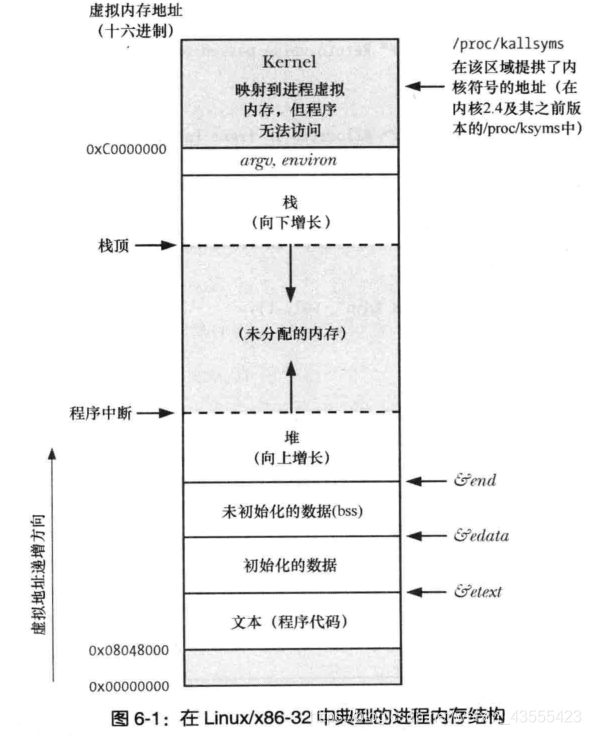 虚拟内存地址
(十六进制)
/proc/kallsyms
在该区域提供了内
核符号的地址（在
内核2.4及其之前版
本的/proc/ksyms中）
Kernel
映射到进程虚拟
内存，但程序
无法访问
0xC0000000
argv, environ
栈
(向下增长)
栈顶
(未分配的内存)
程序中断
堆
(向上增长)
&end
未初始化的数据(bss)
&edata
初始化的数据
&etext
文本（程序代码）
0x08048000
0x00000000
虚拟地址递增方向
图 6-1：在 Linux/x86-32 中典型的进程内存结构
43555423